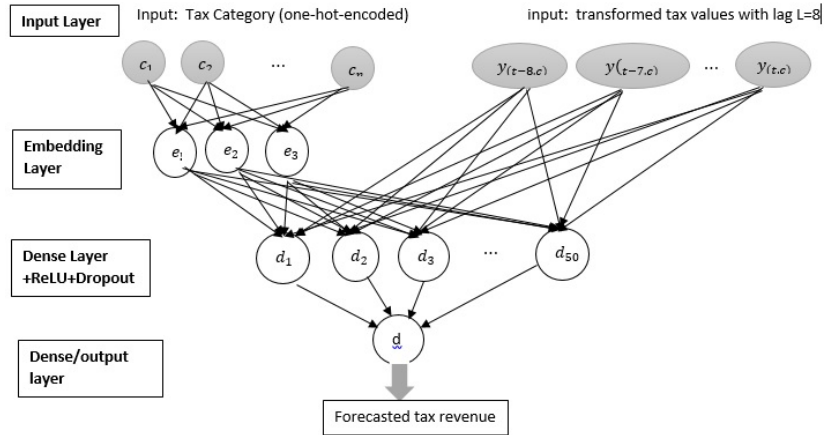 Input Layer
Input: Tax Category (one-hot-encoded)
input: transformed tax values with lag L=8
c₁ c₂ ... cₙ y₍t−8,c₎ y(₍t−7,c₎ ... y₍t,c₎
Embedding
Layer
e₁ e₂ e₃
Dense Layer
+ReLU+Dropout
d₁ d₂ d₃ ... d₅₀
Dense/output
layer
d
Forecasted tax revenue